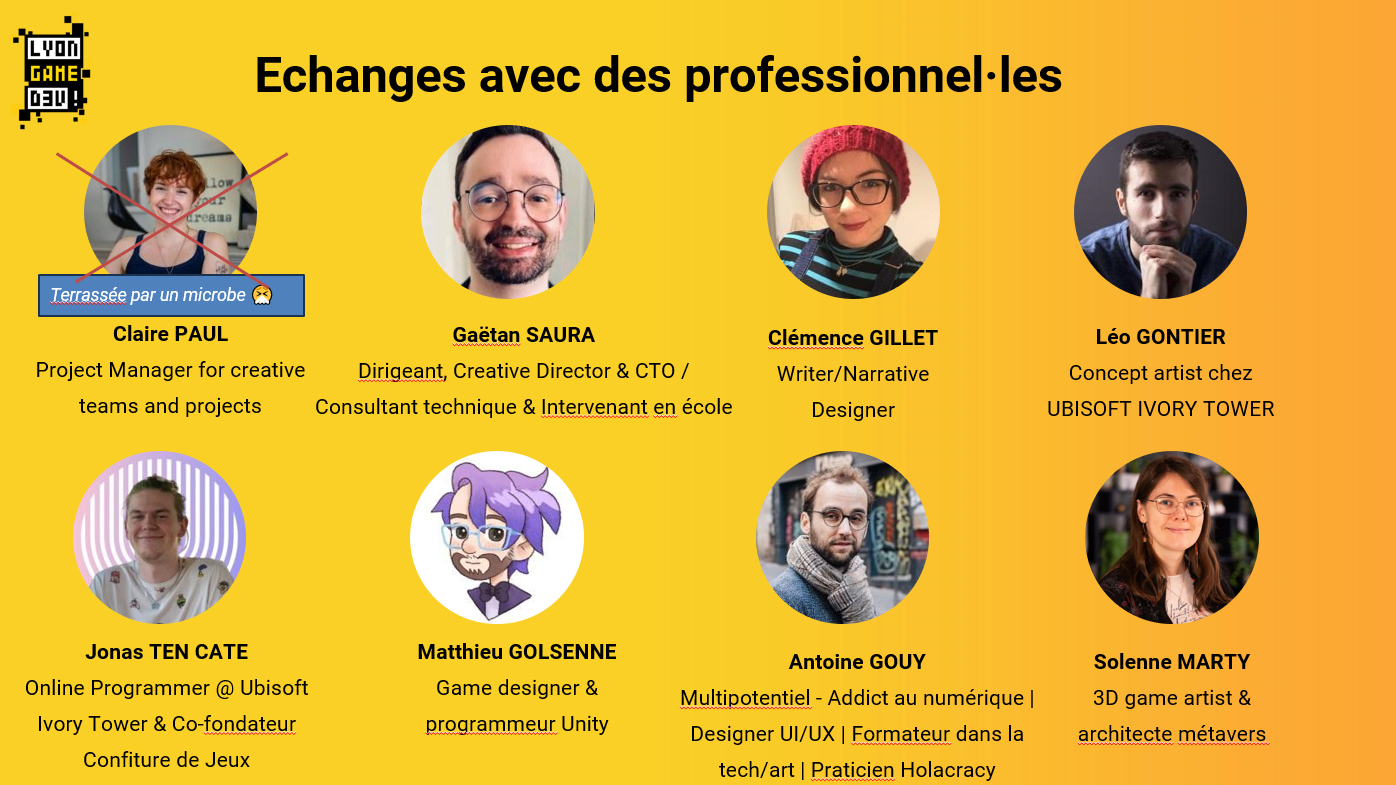 LYON
GAME
D3V!
Echanges avec des professionnel·les
llow
your
dreams
Terrassée par un microbe 🤧
Claire PAUL
Project Manager for creative
teams and projects
Gaëtan SAURA
Dirigeant, Creative Director & CTO /
Consultant technique & Intervenant en école
Clémence GILLET
Writer/Narrative
Designer
Léo GONTIER
Concept artist chez
UBISOFT IVORY TOWER
Jonas TEN CATE
Online Programmer @ Ubisoft
Ivory Tower & Co-fondateur
Confiture de Jeux
Matthieu GOLSENNE
Game designer &
programmeur Unity
Antoine GOUY
Multipotentiel - Addict au numérique |
Designer UI/UX | Formateur dans la
tech/art | Praticien Holacracy
Solenne MARTY
3D game artist &
architecte métavers